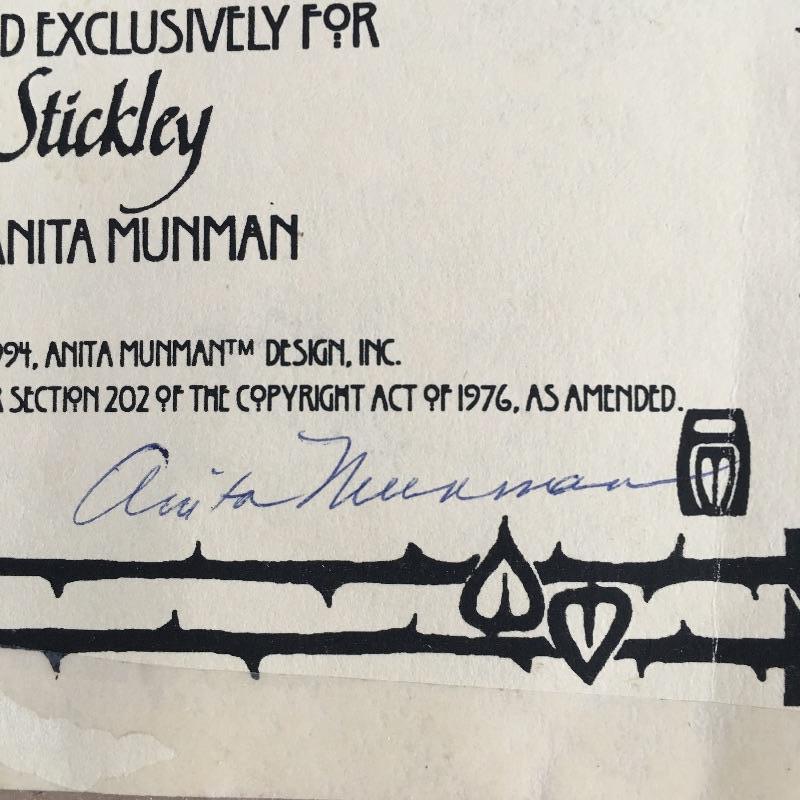 D EXCLUSIVELY FOR
Stickley
ANITA MUNMAN
994, ANITA MUNMAN™ DESIGN, INC.
R SECTION 202 OF THE COPYRIGHT ACT OF 1976, AS AMENDED.
Anita Munman